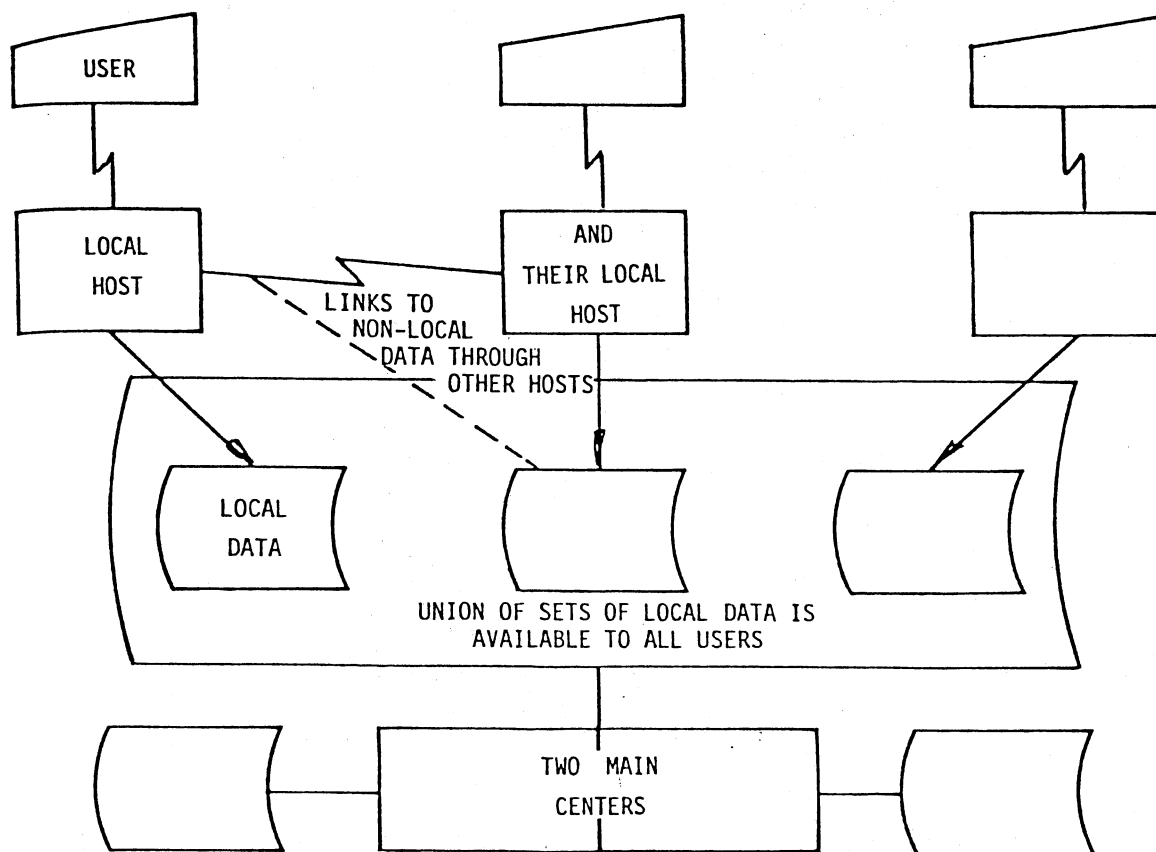 USER
LOCAL
HOST
AND
THEIR LOCAL
HOST
LINKS TO
NON-LOCAL
DATA THROUGH
OTHER HOSTS
LOCAL
DATA
UNION OF SETS OF LOCAL DATA IS
AVAILABLE TO ALL USERS
TWO MAIN
CENTERS